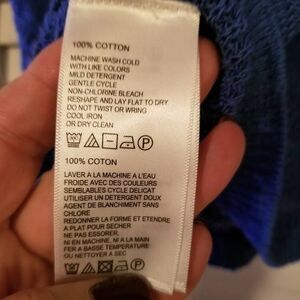 100% COTTON
MACHINE WASH COLD
WITH LIKE COLORS
MILD DETERGENT
GENTLE CYCLE
NON-CHLORINE BLEACH
RESHAPE AND LAY FLAT TO DRY
DO NOT TWIST OR WRING
COOL IRON
OR DRY CLEAN
100% COTON
LAVER A LA MACHINE A L'EAU
FROIDE AVEC DES COULEURS
SEMBLABLES CYCLE DELICAT
UTILISER UN DETERGENT DOUX
AGENT DE BLANCHIMENT SANS
CHLORE
REDONNER LA FORME ET ETENDRE
A PLAT POUR SECHER
NE PAS ESSORER,
NI EN MACHINE, NI A LA MAIN
FER A BASSE TEMPERATURE
OU NETTOYER A SEC